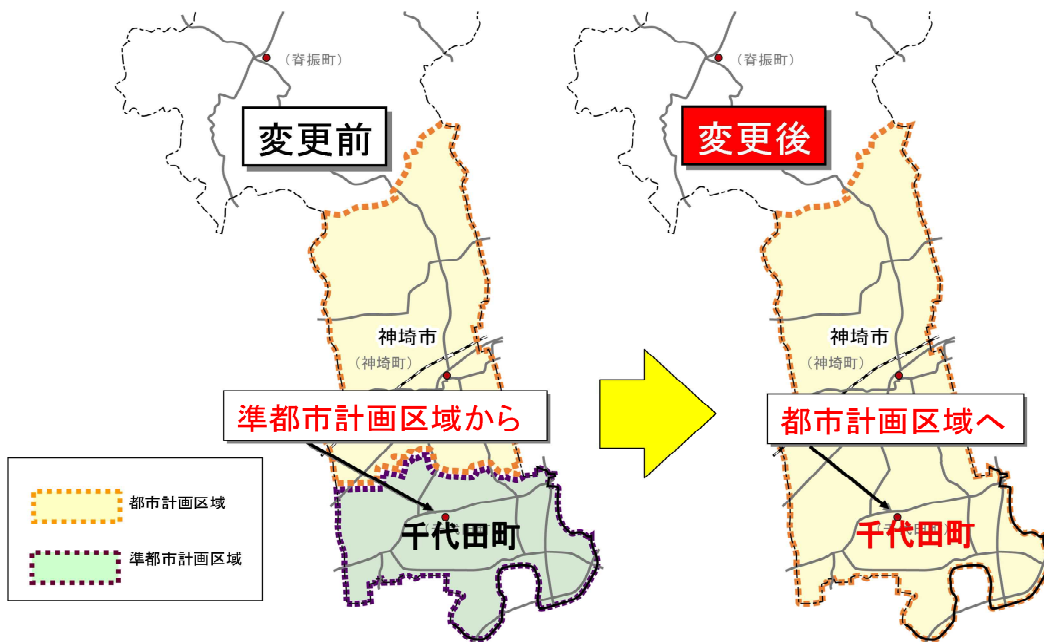 （脊振町）
変更前
神埼市
（神埼町）
準都市計画区域から
千代田町
都市計画区域
準都市計画区域
（脊振町）
変更後
神埼市
（神埼町）
都市計画区域へ
千代田町